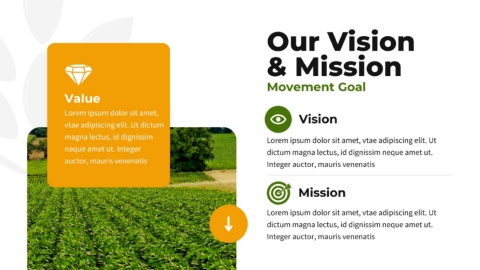 Our Vision
& Mission
Movement Goal
Value
Lorem ipsum dolor sit amet,
vtae adipiscing elit. Ut dictum
magna lectus, id dignissim
neque amet ut. Integer
auctor, mauris venenatis
Vision
Lorem ipsum dolor sit amet, vtae adipiscing elit. Ut
dictum magna lectus, id dignissim neque amet ut.
Integer auctor, mauris venenatis
Mission
Lorem ipsum dolor sit amet, vtae adipiscing elit. Ut
dictum magna lectus, id dignissim neque amet ut.
Integer auctor, mauris venenatis